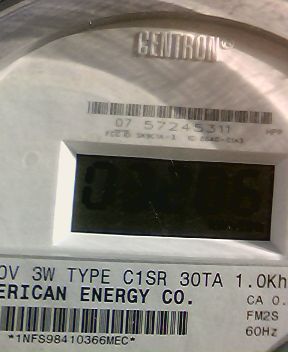 CENTRON®
07 57245311
0V 3W TYPE C1SR 30TA 1.0Kh
ERICAN ENERGY CO.
CA 0.
FM2S
60Hz
*1NFS98410366MEC*